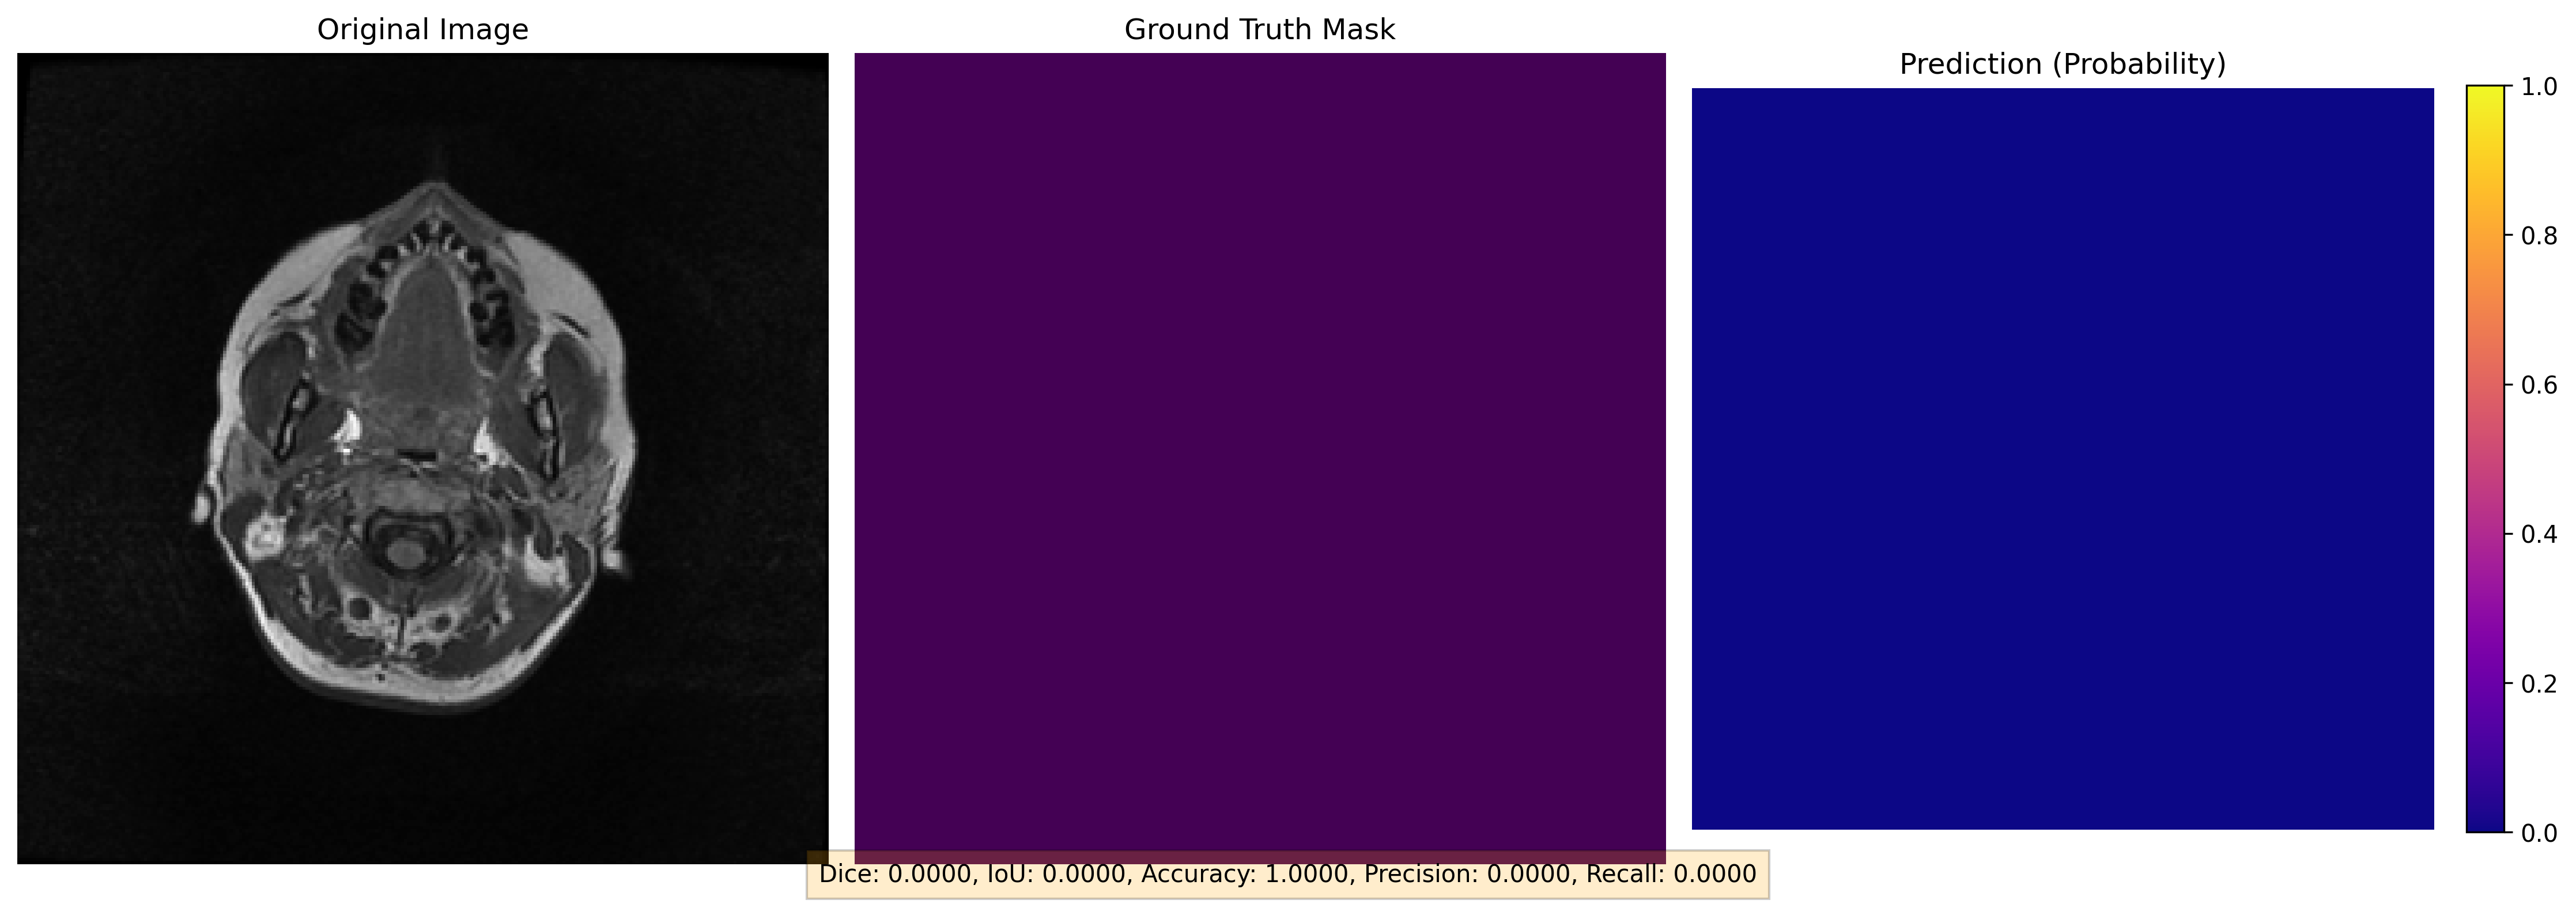 Original Image
Ground Truth Mask
Prediction (Probability)
1.0
0.8
0.6
0.4
0.2
0.0
Dice: 0.0000, IoU: 0.0000, Accuracy: 1.0000, Precision: 0.0000, Recall: 0.0000